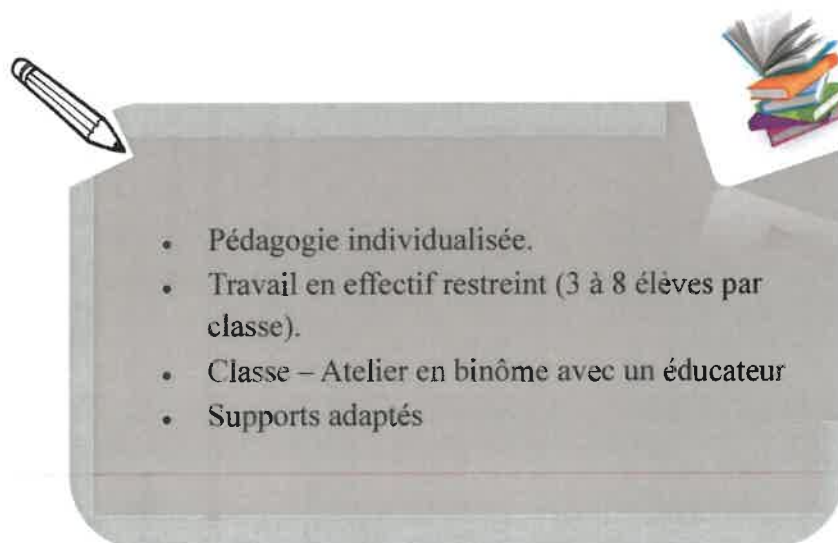 • Pédagogie individualisée.
• Travail en effectif restreint (3 à 8 élèves par
classe).
• Classe – Atelier en binôme avec un éducateur
• Supports adaptés